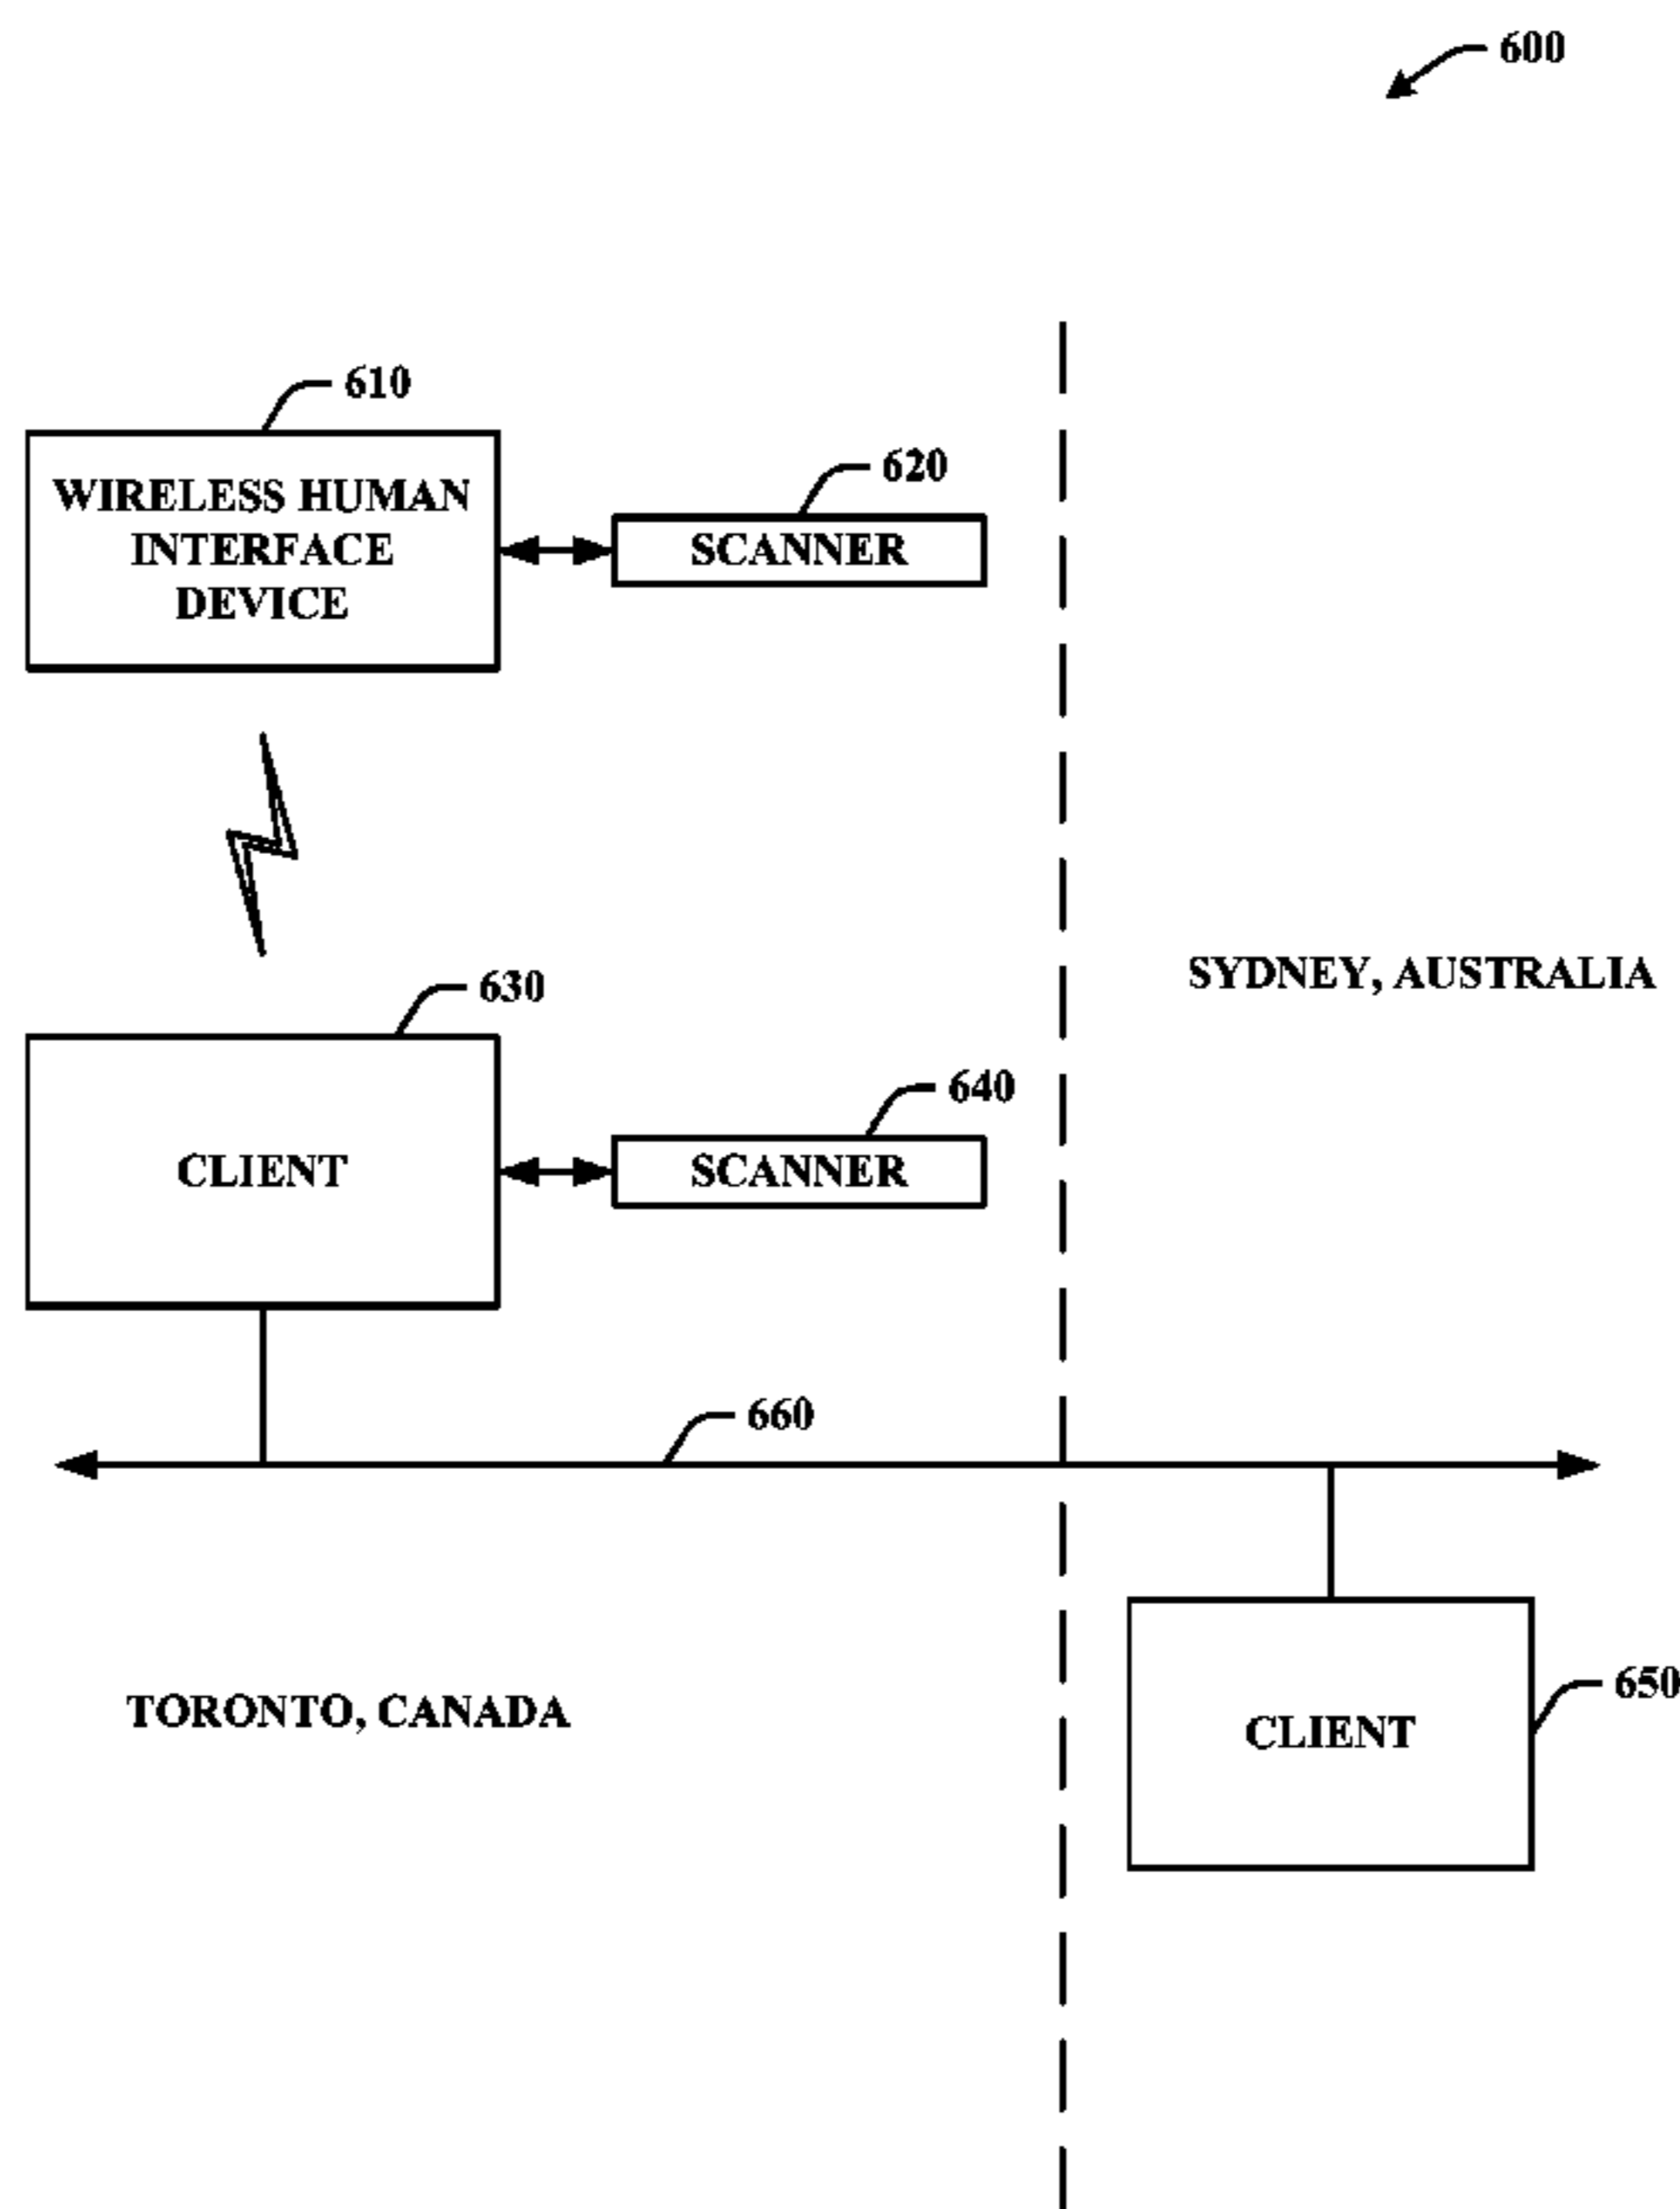 600
610
WIRELESS HUMAN
INTERFACE
DEVICE
620
SCANNER
SYDNEY, AUSTRALIA
630
CLIENT
640
SCANNER
660
TORONTO, CANADA
650
CLIENT